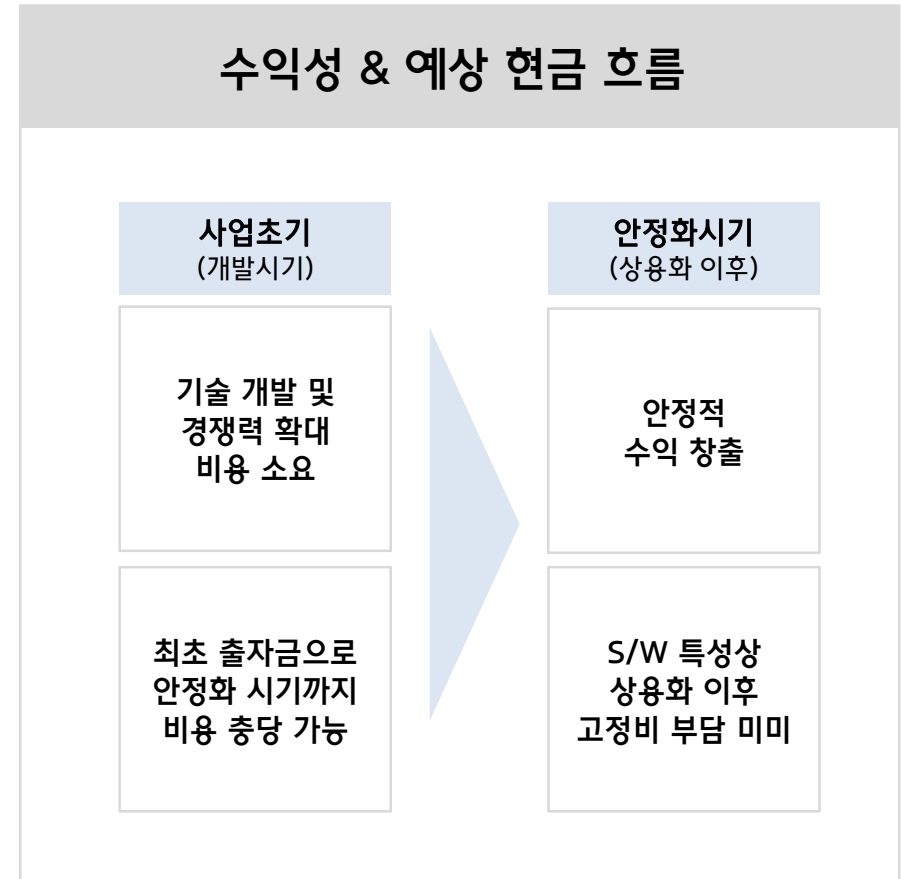 수익성 & 예상 현금 흐름
사업초기
(개발시기)
기술 개발 및
경쟁력 확대
비용 소요
최초 출자금으로
안정화 시기까지
비용 충당 가능
안정화시기
(상용화 이후)
안정적
수익 창출
S/W 특성상
상용화 이후
고정비 부담 미미